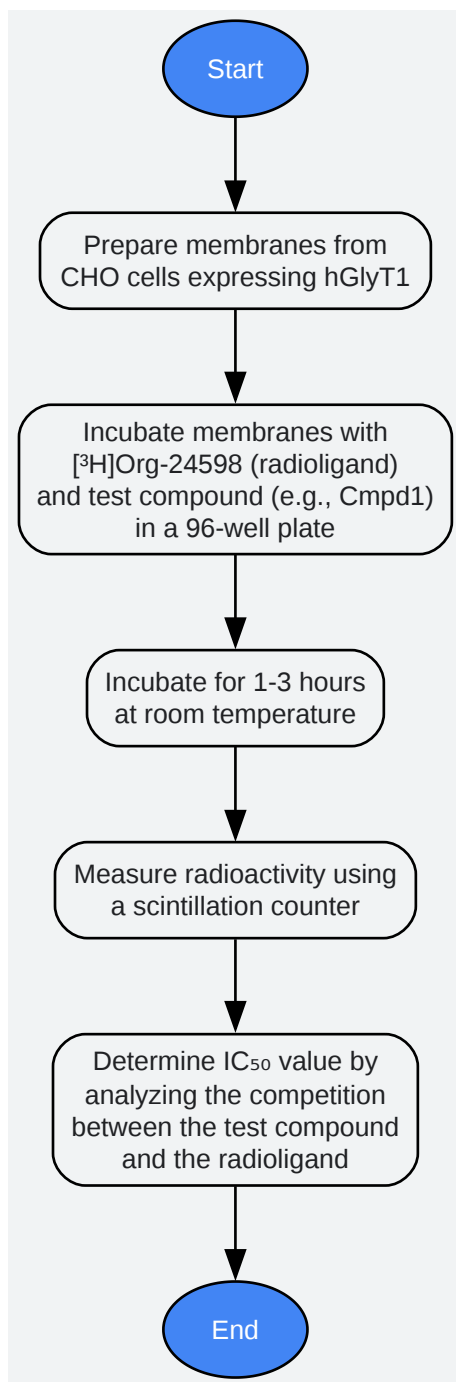 Start
Prepare membranes from
CHO cells expressing hGlyT1
Incubate membranes with
[³H]Org-24598 (radioligand)
and test compound (e.g., Cmpd1)
in a 96-well plate
Incubate for 1-3 hours
at room temperature
Measure radioactivity using
a scintillation counter
Determine IC₅₀ value by
analyzing the competition
between the test compound
and the radioligand
End